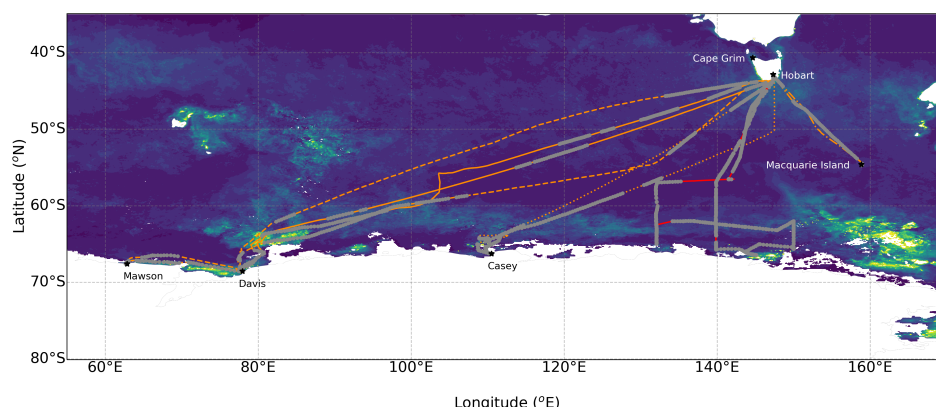 40°S
50°S
60°S
70°S
80°S
Latitude (°N)
Cape Grim
Hobart
Macquarie Island
Mawson
Davis
Casey
60°E
80°E
100°E
120°E
140°E
160°E
Longitude (°E)